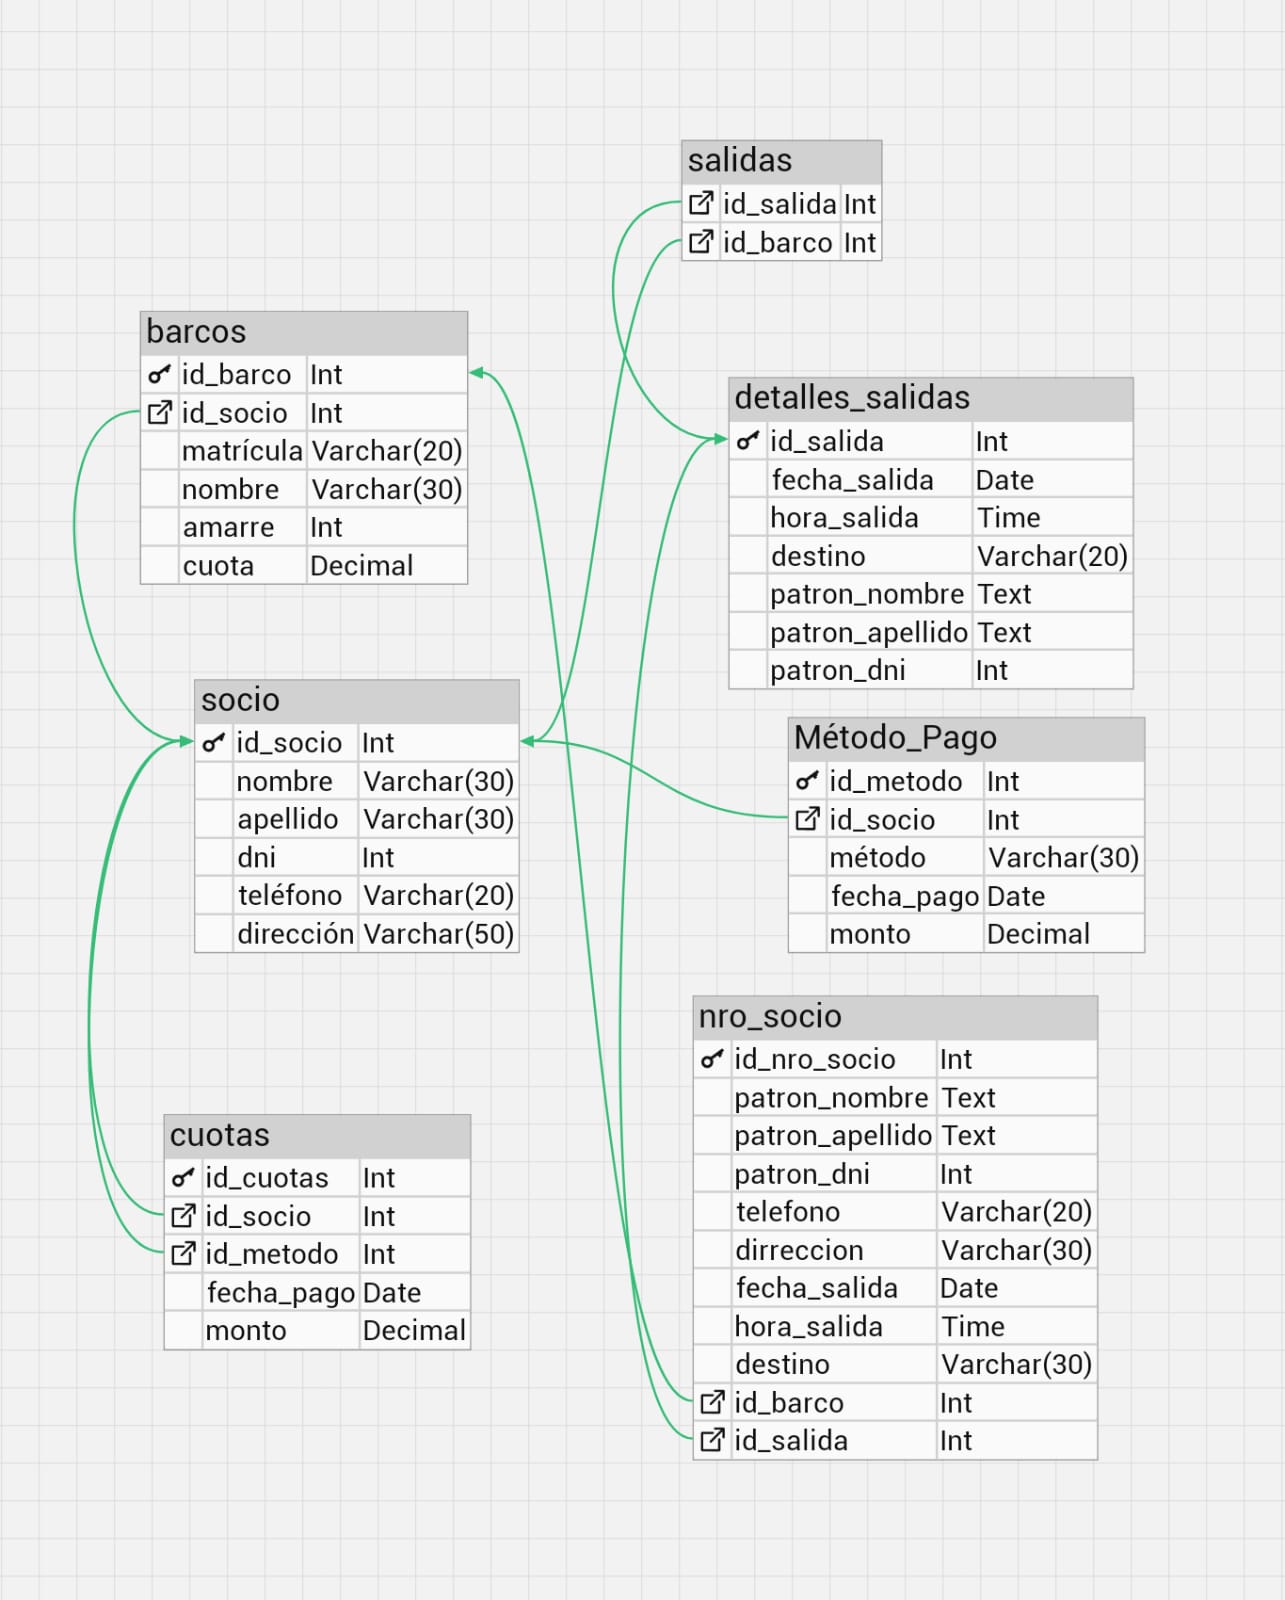 salidas
id_salida Int
id_barco Int
barcos
id_barco Int
id_socio Int
matrícula Varchar(20)
nombre Varchar(30)
amarre Int
cuota Decimal
detalles_salidas
id_salida Int
fecha_salida Date
hora_salida Time
destino Varchar(20)
patron_nombre Text
patron_apellido Text
patron_dni Int
socio
id_socio Int
nombre Varchar(30)
apellido Varchar(30)
dni Int
teléfono Varchar(20)
dirección Varchar(50)
Método_Pago
id_metodo Int
id_socio Int
método Varchar(30)
fecha_pago Date
monto Decimal
nro_socio
id_nro_socio Int
patron_nombre Text
patron_apellido Text
patron_dni Int
telefono Varchar(20)
dirreccion Varchar(30)
fecha_salida Date
hora_salida Time
destino Varchar(30)
id_barco Int
id_salida Int
cuotas
id_cuotas Int
id_socio Int
id_metodo Int
fecha_pago Date
monto Decimal